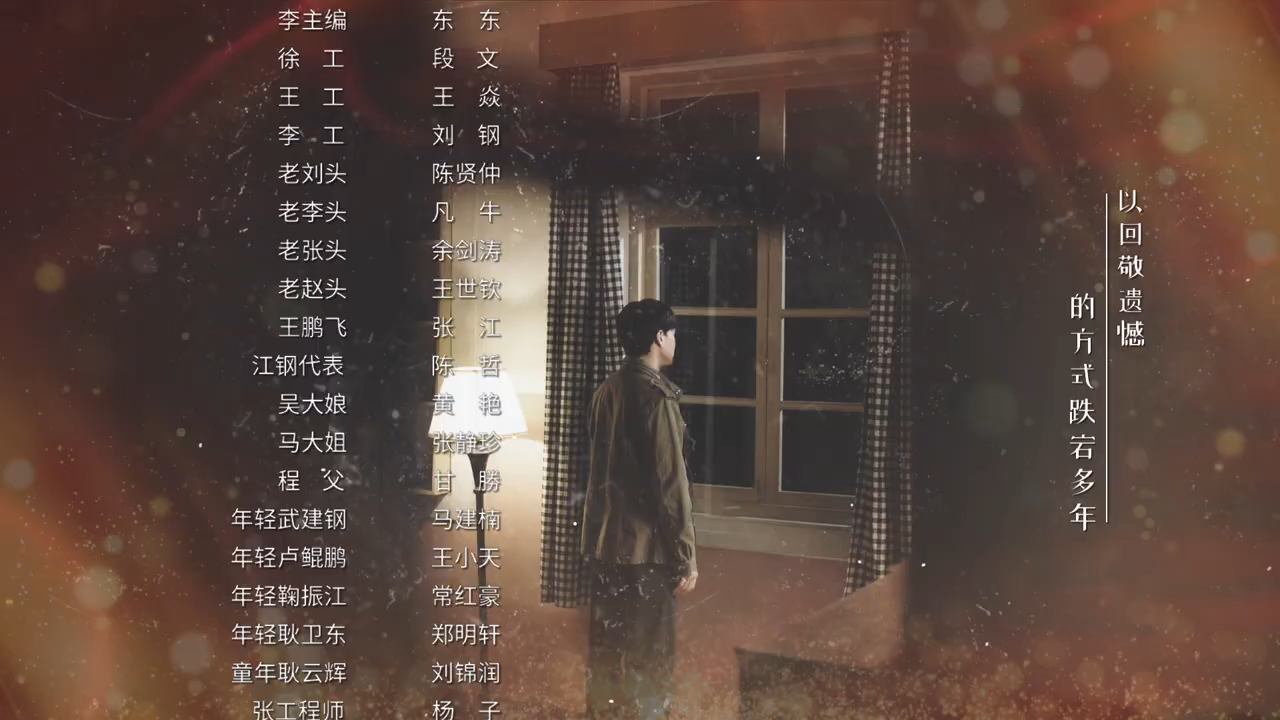 李主编 东 东
徐 工 段 文
王 工 王 焱
李 工 刘 钢
老刘头 陈贤仲
老李头 凡 牛
老张头 余剑涛
老赵头 王世钦
王鹏飞 张 江
江钢代表 陈 哲
吴大娘 黄 艳
马大姐 张静珍
程 父 甘 勝
年轻武建钢 马建楠
年轻卢鲲鹏 王小天
年轻鞠振江 常红豪
年轻耿卫东 郑明轩
童年耿云辉 刘锦润
张工程师 杨 子
以回敬遗憾
的方式跌宕多年